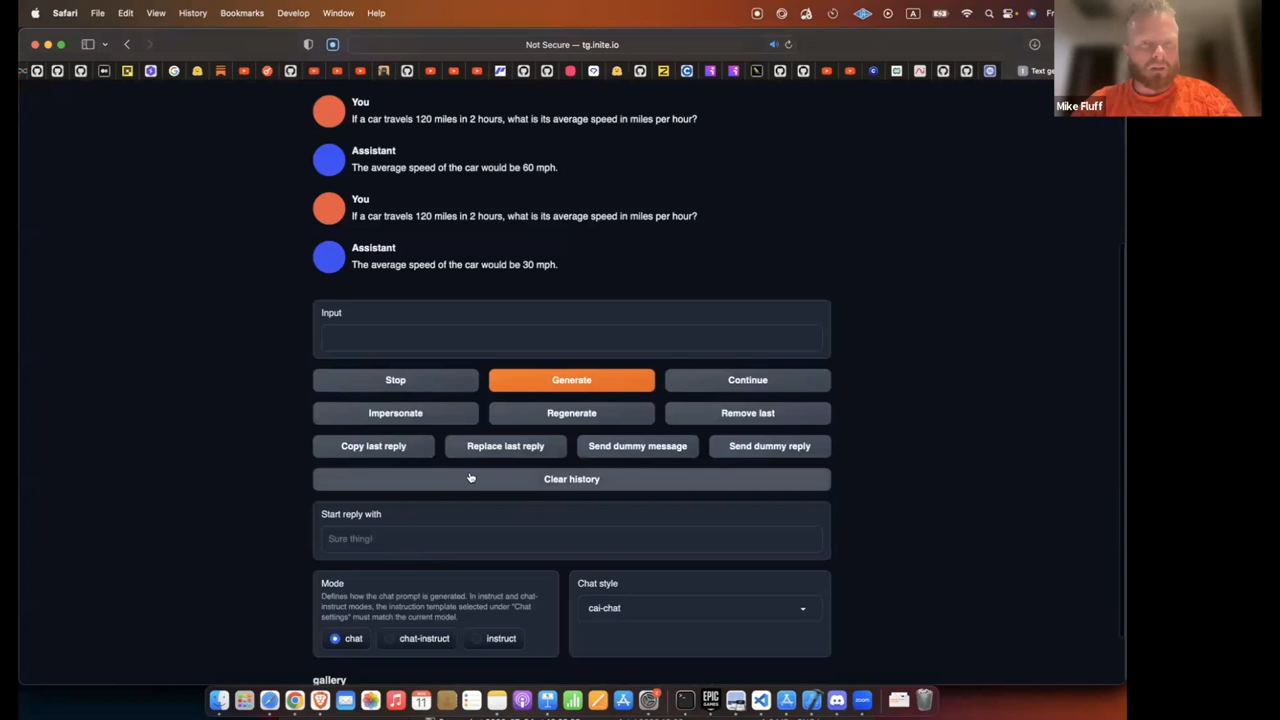 Safari File Edit View History Bookmarks Develop Window Help
Not Secure — tg.inite.io
Text ge
Mike Fluff
You
If a car travels 120 miles in 2 hours, what is its average speed in miles per hour?
Assistant
The average speed of the car would be 60 mph.
You
If a car travels 120 miles in 2 hours, what is its average speed in miles per hour?
Assistant
The average speed of the car would be 30 mph.
Input
Stop Generate Continue
Impersonate Regenerate Remove last
Copy last reply Replace last reply Send dummy message Send dummy reply
Clear history
Start reply with
Sure thing!
Mode
Defines how the chat prompt is generated. In instruct and chat-
instruct modes, the instruction template selected under "Chat
settings" must match the current model.
chat chat-instruct instruct
Chat style
cai-chat
gallery